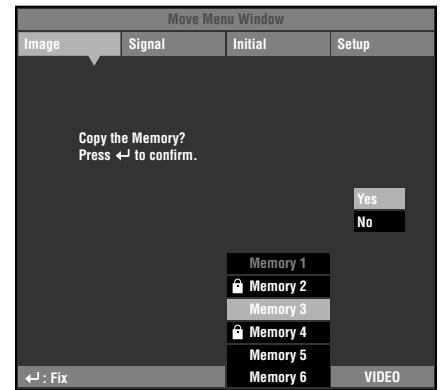 Move Menu Window
Image Signal Initial Setup
Copy the Memory?
Press ↵ to confirm.
Yes
No
Memory 1
Memory 2
Memory 3
Memory 4
Memory 5
Memory 6
↵ : Fix
VIDEO